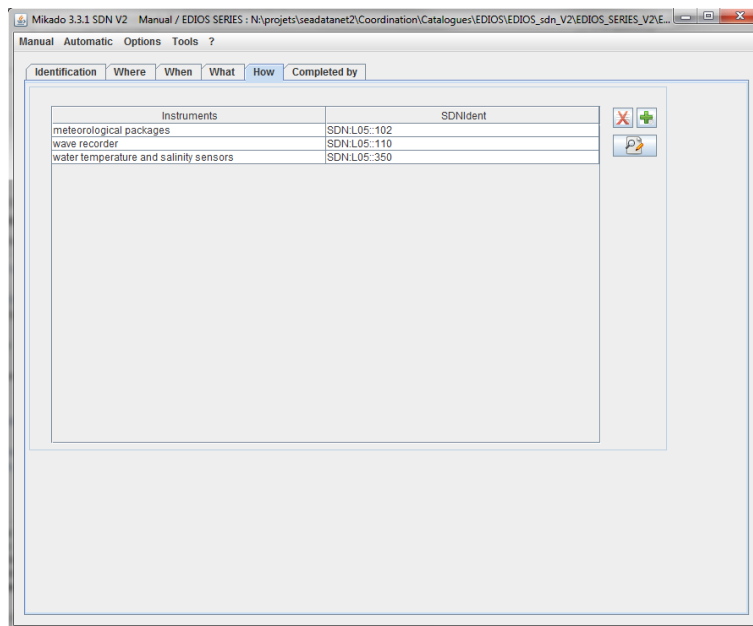 Mikado 3.3.1 SDN V2 Manual / EDIOS SERIES : N:\projets\seadatanet2\Coordination\Catalogues\EDIOS\EDIOS_sdn_V2\EDIOS_SERIES_V2\E...
Manual Automatic Options Tools ?
Identification Where When What How Completed by
Instruments SDNIdent
meteorological packages SDN:L05::102
wave recorder SDN:L05::110
water temperature and salinity sensors SDN:L05::350